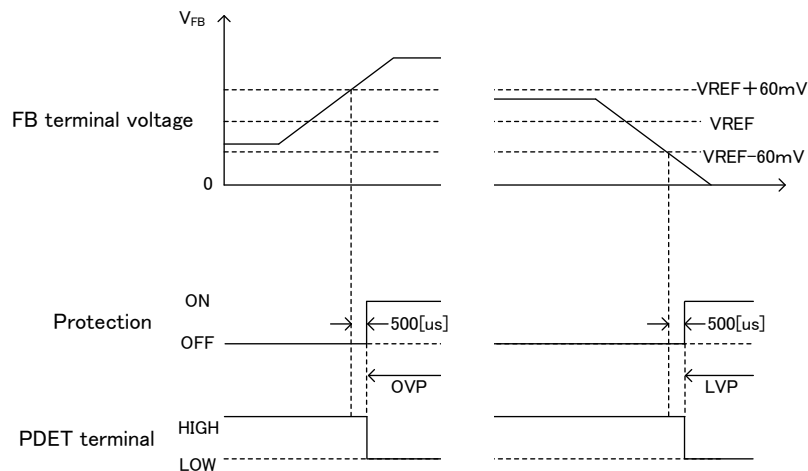 VFB
FB terminal voltage
VREF+60mV
VREF
VREF-60mV
0
Protection
ON
OFF
500[us]
500[us]
OVP
LVP
PDET terminal
HIGH
LOW